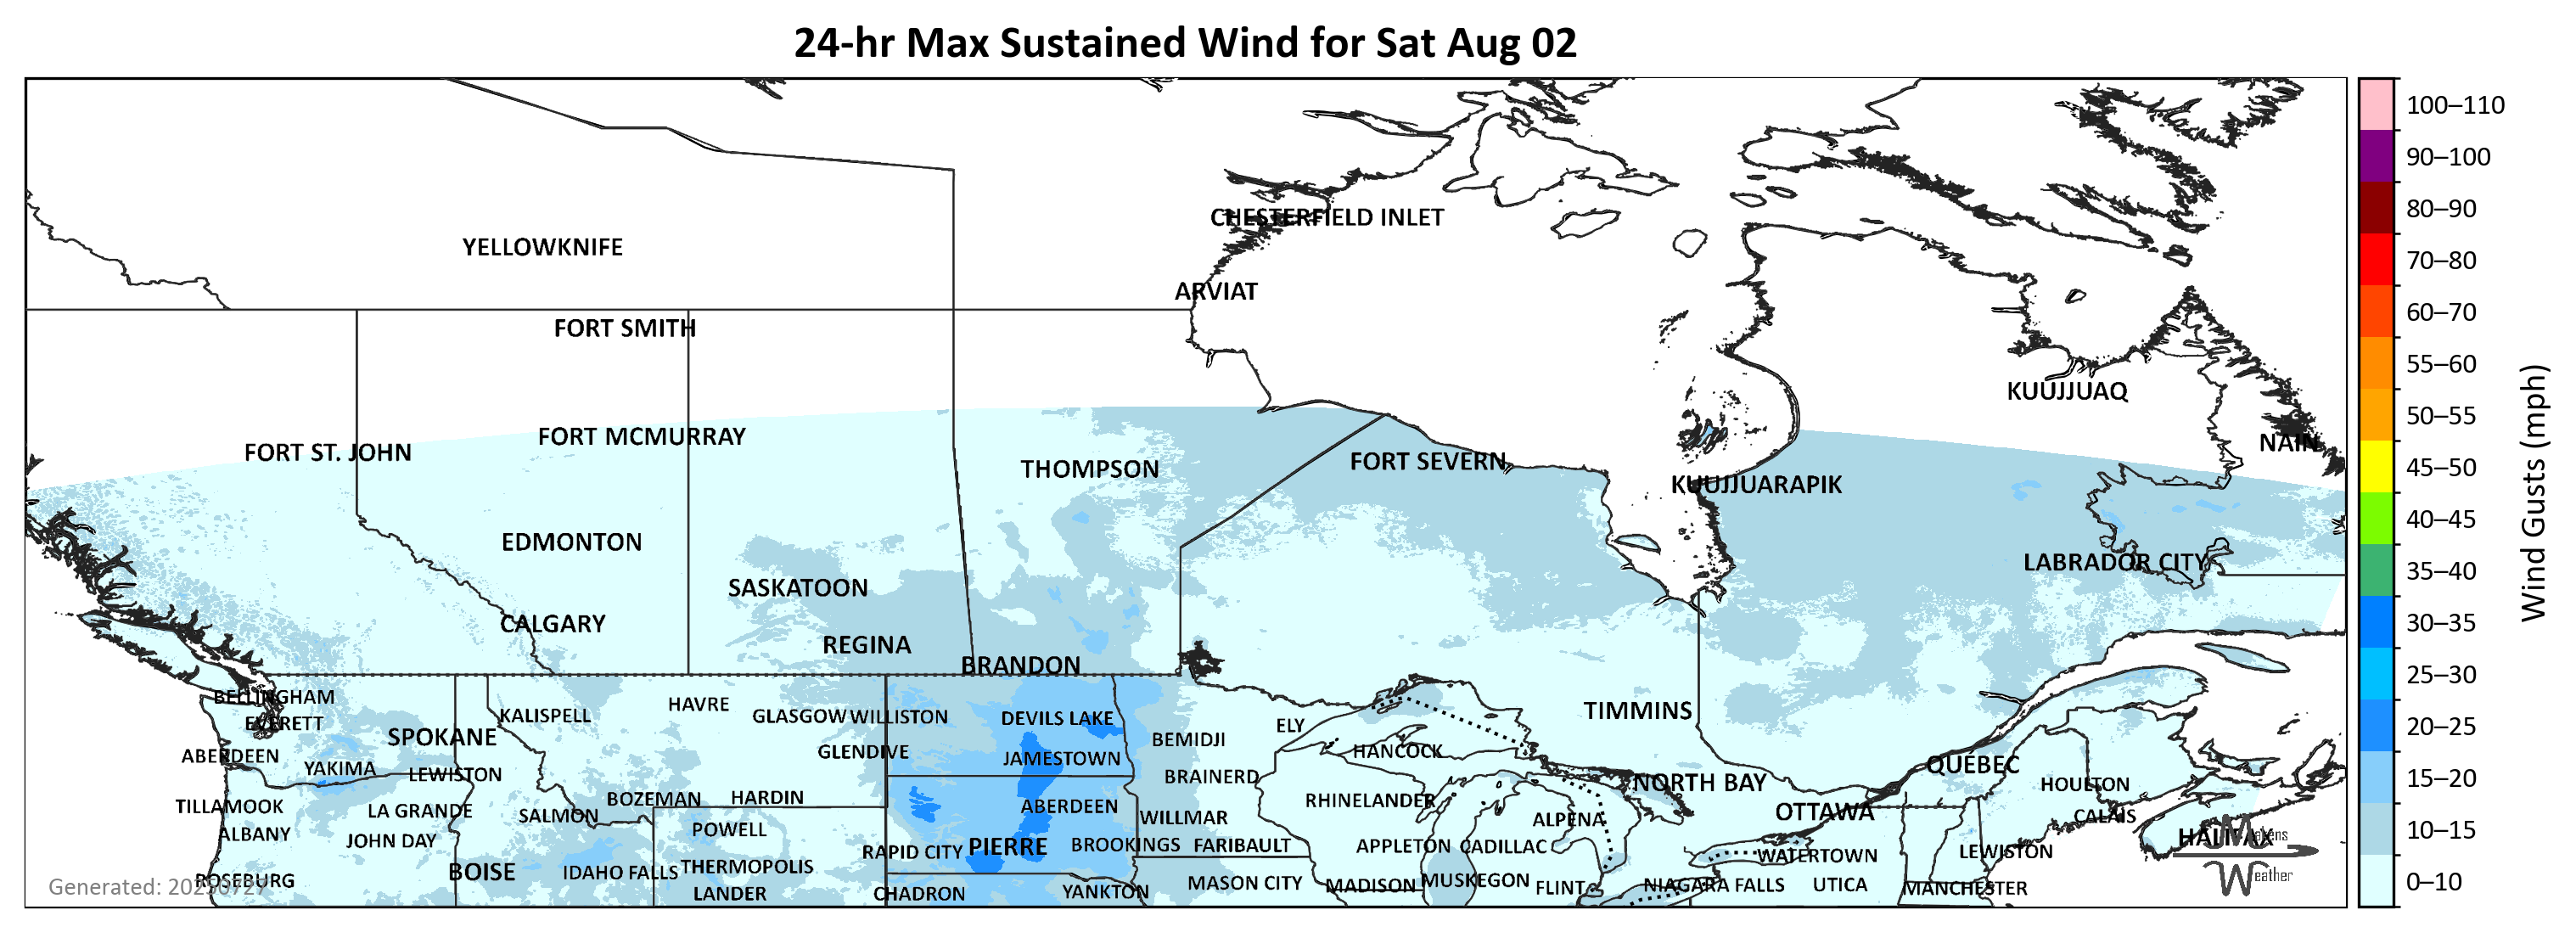 24-hr Max Sustained Wind for Sat Aug 02
100–110
90–100
80–90
70–80
60–70
55–60
50–55
45–50
40–45
35–40
30–35
25–30
20–25
15–20
10–15
0–10
Wind Gusts (mph)
CHESTERFIELD INLET
YELLOWKNIFE
ARVIAT
FORT SMITH
KUUJJUAQ
FORT MCMURRAY
NAIN
FORT ST. JOHN
FORT SEVERN
THOMPSON
KUUJJUARAPIK
EDMONTON
LABRADOR CITY
SASKATOON
CALGARY
REGINA
BRANDON
BELLINGHAM
HAVRE
TIMMINS
KALISPELL
GLASGOW
WILLISTON
DEVILS LAKE
EVERETT
ELY
SPOKANE
BEMIDJI
GLENDIVE
HANCOCK
ABERDEEN
JAMESTOWN
QUÉBEC
YAKIMA
LEWISTON
BRAINERD
NORTH BAY
HOULTON
BOZEMAN
HARDIN
RHINELANDER
TILLAMOOK
LA GRANDE
ABERDEEN
OTTAWA
SALMON
WILLMAR
ALPENA
CALAIS
ALBANY
POWELL
HALIFAX
JOHN DAY
PIERRE
BROOKINGS
FARIBAULT
APPLETON
CADILLAC
RAPID CITY
WATERTOWN
LEWISTON
BOISE
IDAHO FALLS
THERMOPOLIS
ROSEBURG
MASON CITY
MADISON
MUSKEGON
FLINT
NIAGARA FALLS
UTICA
MANCHESTER
LANDER
CHADRON
YANKTON
Generated: 20250727
Makens
Weather